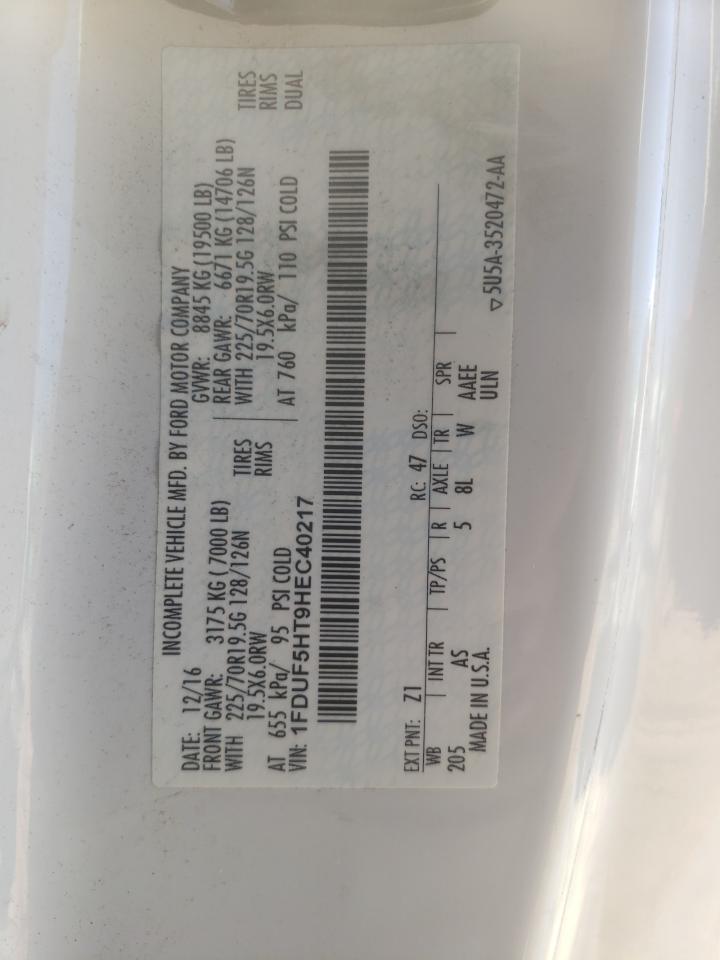 INCOMPLETE VEHICLE MFD. BY FORD MOTOR COMPANY
DATE: 12/16 GVWR: 8845 KG (19500 LB)
FRONT GAWR: 3175 KG ( 7000 LB) REAR GAWR: 6671 KG (14706 LB)
WITH 225/70R19.5G 128/126N TIRES WITH 225/70R19.5G 128/126N TIRES
19.5X6.0RW RIMS 19.5X6.0RW RIMS
AT 655 kPa/ 95 PSI COLD AT 760 kPa/ 110 PSI COLD DUAL
VIN: 1FDUF5HT9HEC40217
EXT PNT: Z1 RC: 47 DSO:
WB INT TR TP/PS R AXLE TR SPR
205 AS 5 8L W AAEE
MADE IN U.S.A. ULN
▽ 5U5A-3520472-AA